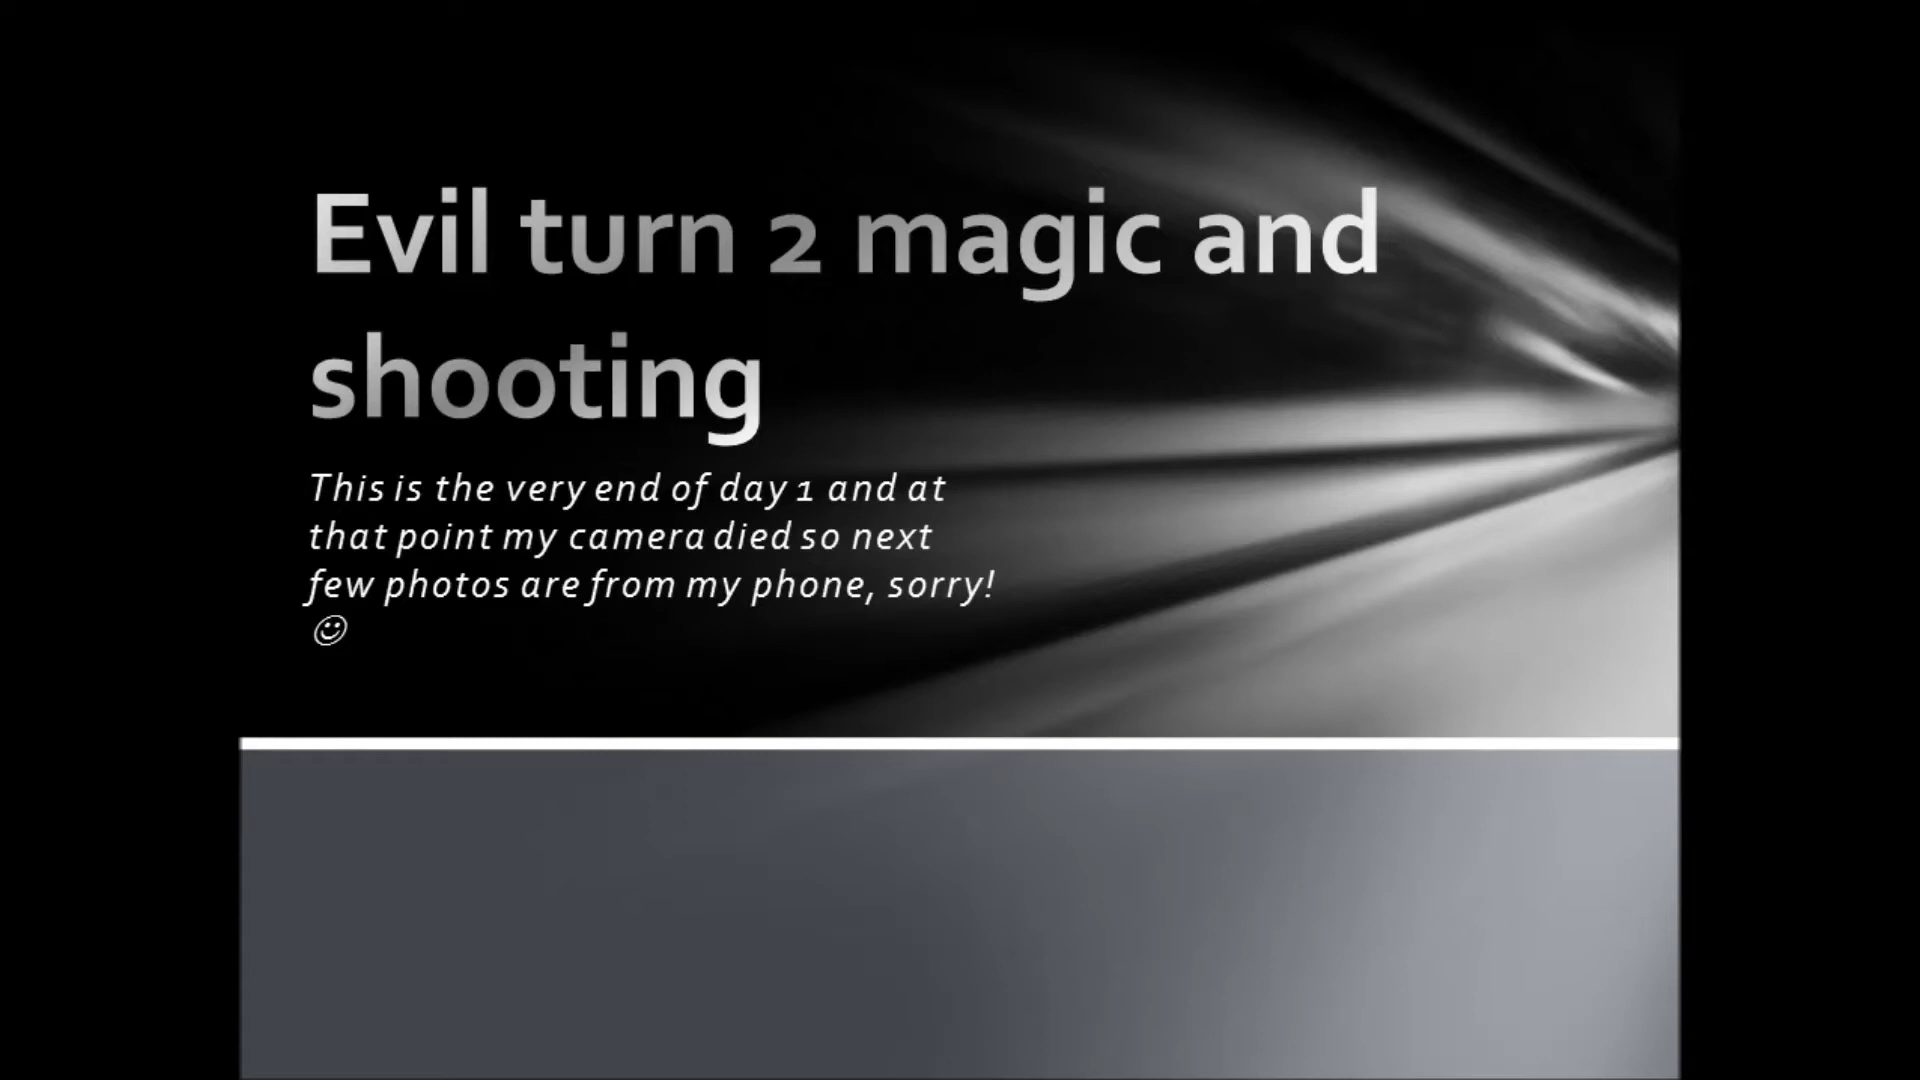 Evil turn 2 magic and
shooting
This is the very end of day 1 and at
that point my camera died so next
few photos are from my phone, sorry!
☺